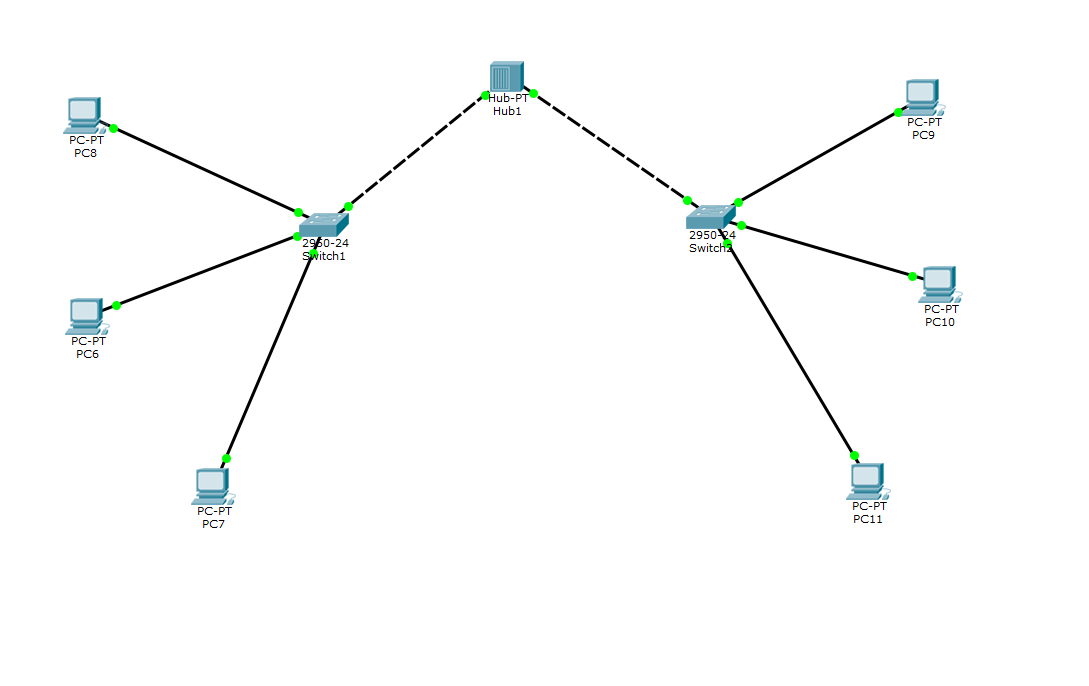 Hub-PT
Hub1
PC-PT
PC8
PC-PT
PC9
2950-24
Switch1
2950-24
Switch2
PC-PT
PC10
PC-PT
PC6
PC-PT
PC7
PC-PT
PC11